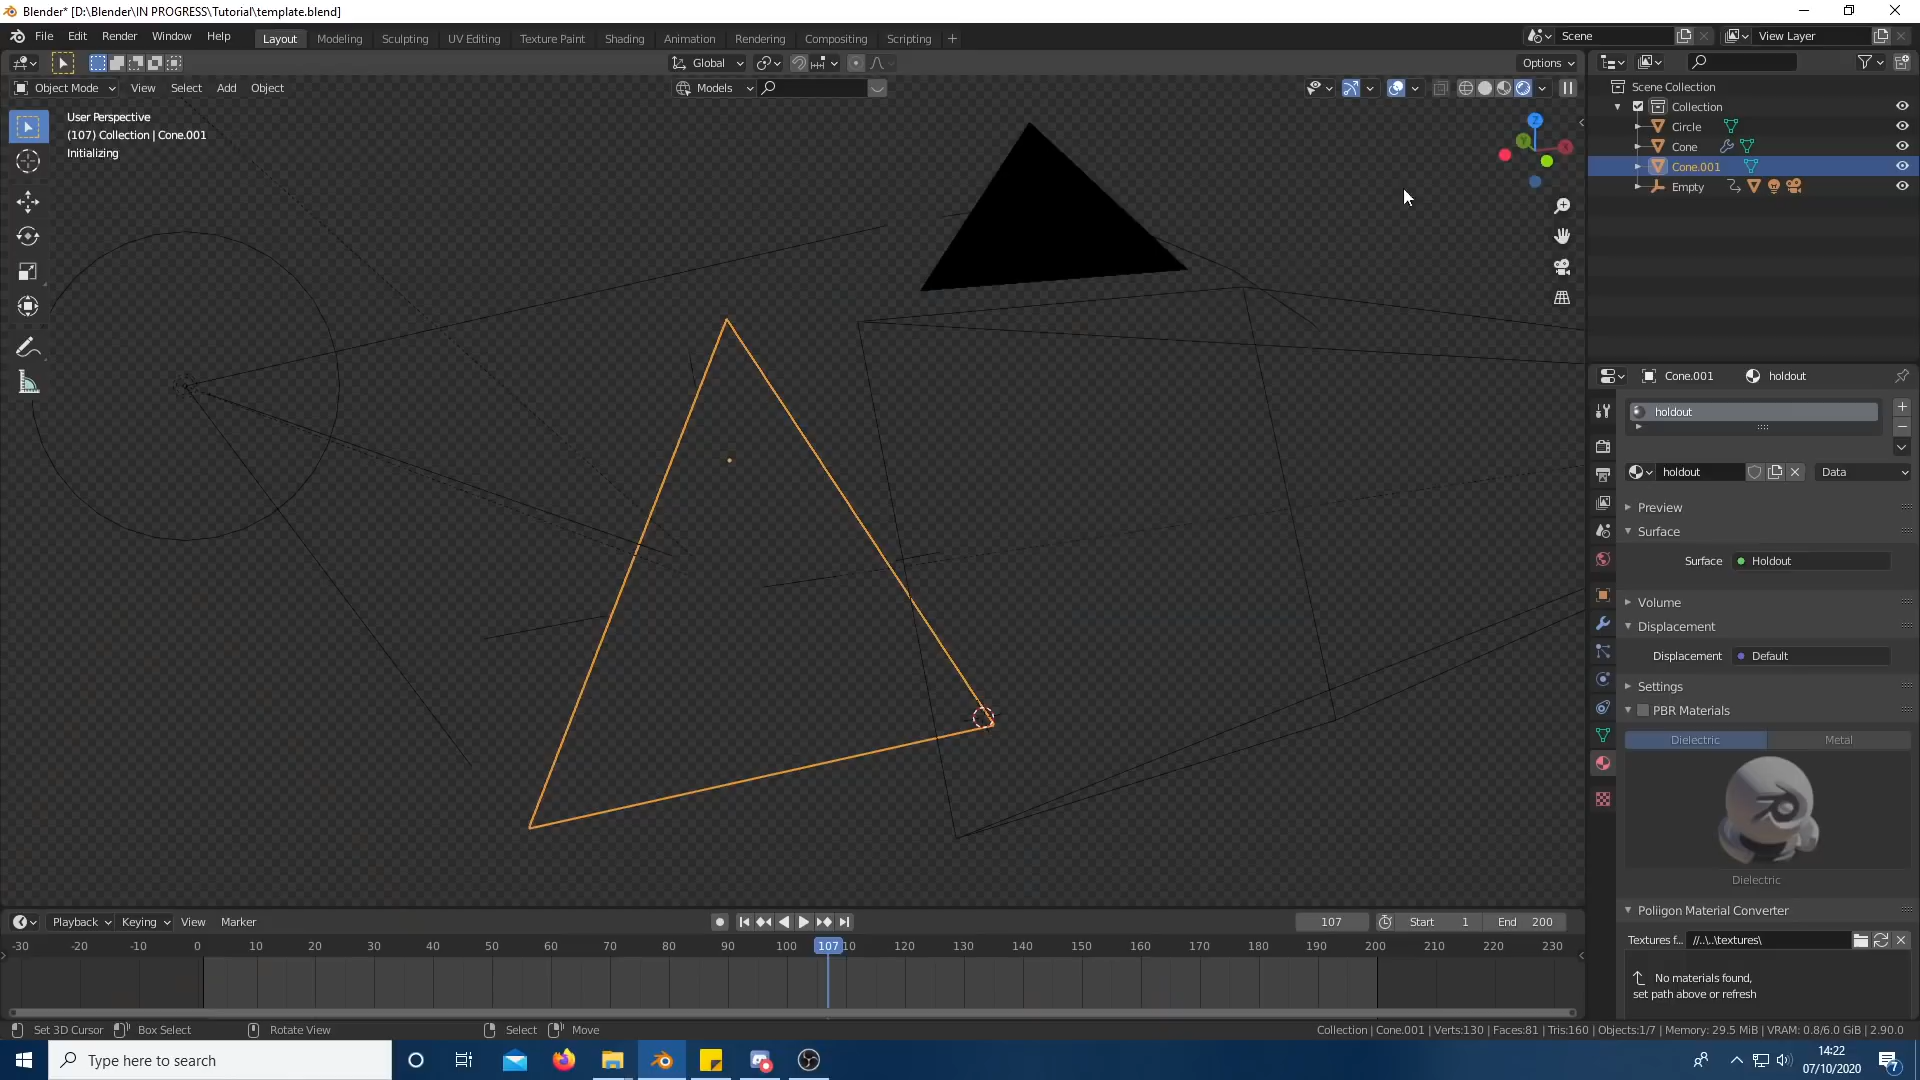 Blender* [D:\Blender\IN PROGRESS\Tutorial\template.blend]
File Edit Render Window Help
Layout Modeling Sculpting UV Editing Texture Paint Shading Animation Rendering Compositing Scripting
Scene
View Layer
Global
Options
Object Mode View Select Add Object
Models
User Perspective
(107) Collection | Cone.001
Initializing
Z
Y
X
Scene Collection
Collection
Circle
Cone
Cone.001
Empty
Cone.001 holdout
holdout
holdout Data
Preview
Surface
Surface Holdout
Volume
Displacement
Displacement Default
Settings
PBR Materials
Dielectric Metal
Dielectric
Poliigon Material Converter
Textures f... //..\..\textures\
No materials found,
set path above or refresh
Playback Keying View Marker
107 Start 1 End 200
-30 -20 -10 0 10 20 30 40 50 60 70 80 90 100 107 110 120 130 140 150 160 170 180 190 200 210 220 230
Set 3D Cursor Box Select Rotate View Select Move
Collection | Cone.001 | Verts:130 | Faces:81 | Tris:160 | Objects:1/7 | Memory: 29.5 MiB | VRAM: 0.8/6.0 GiB | 2.90.0
Type here to search
14:22
07/10/2020
7